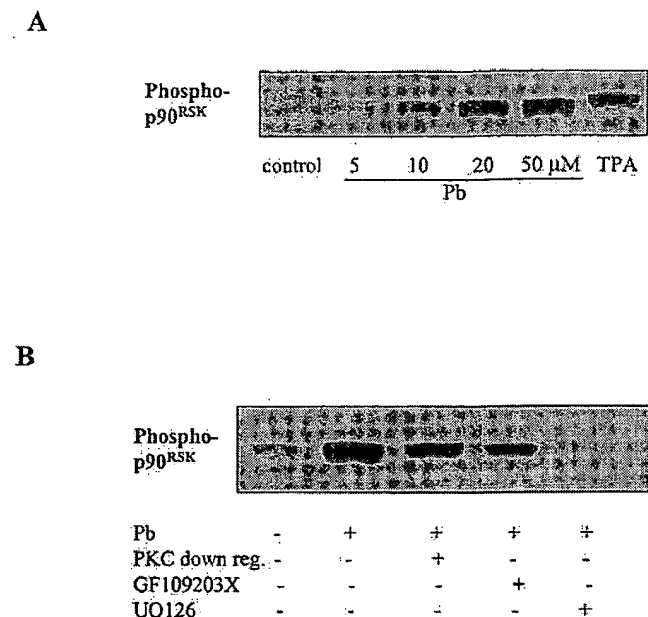 A
Phospho-
p90RSK
control 5 10 20 50 µM TPA
Pb
B
Phospho-
p90RSK
Pb - + + + +
PKC down reg. - - + - -
GF109203X - - - + -
UO126 - - - - +